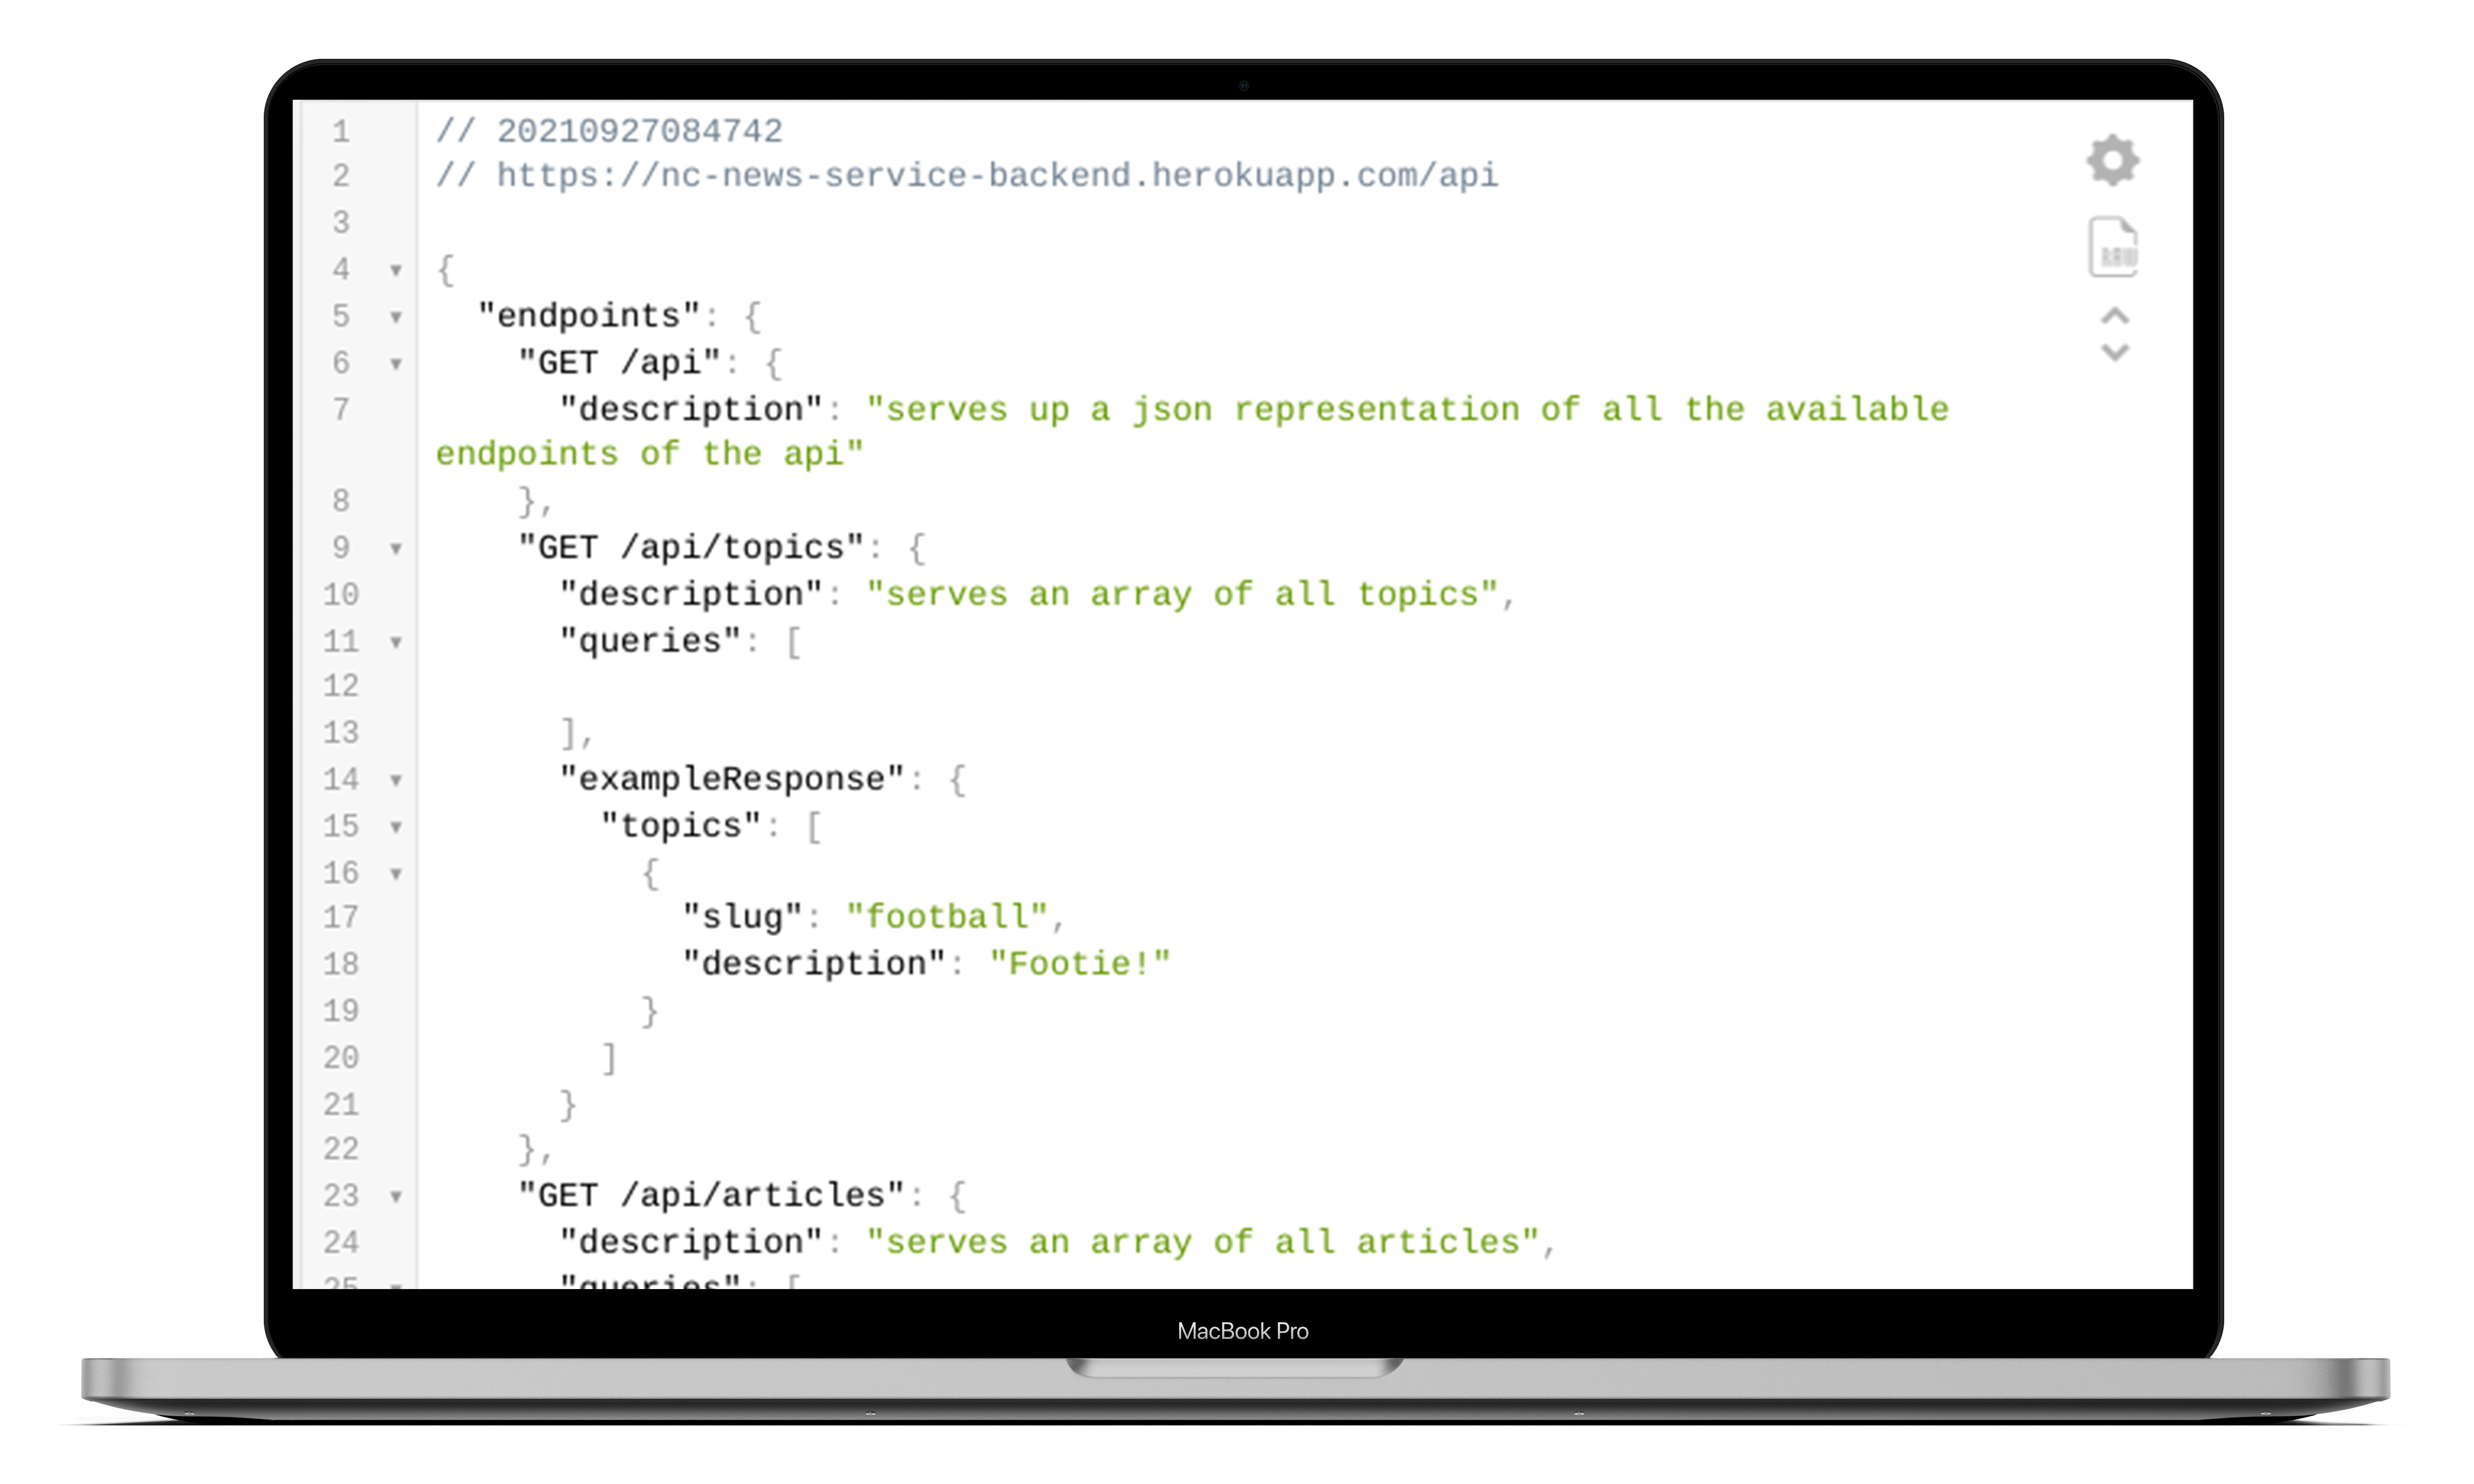 1 // 20210927084742
2 // https://nc-news-service-backend.herokuapp.com/api
3
4 {
5 "endpoints": {
6 "GET /api": {
7 "description": "serves up a json representation of all the available
endpoints of the api"
8 },
9 "GET /api/topics": {
10 "description": "serves an array of all topics",
11 "queries": [
12
13 ],
14 "exampleResponse": {
15 "topics": [
16 {
17 "slug": "football",
18 "description": "Footie!"
19 }
20 ]
21 }
22 },
23 "GET /api/articles": {
24 "description": "serves an array of all articles",
25 "queries": [
RAW
MacBook Pro